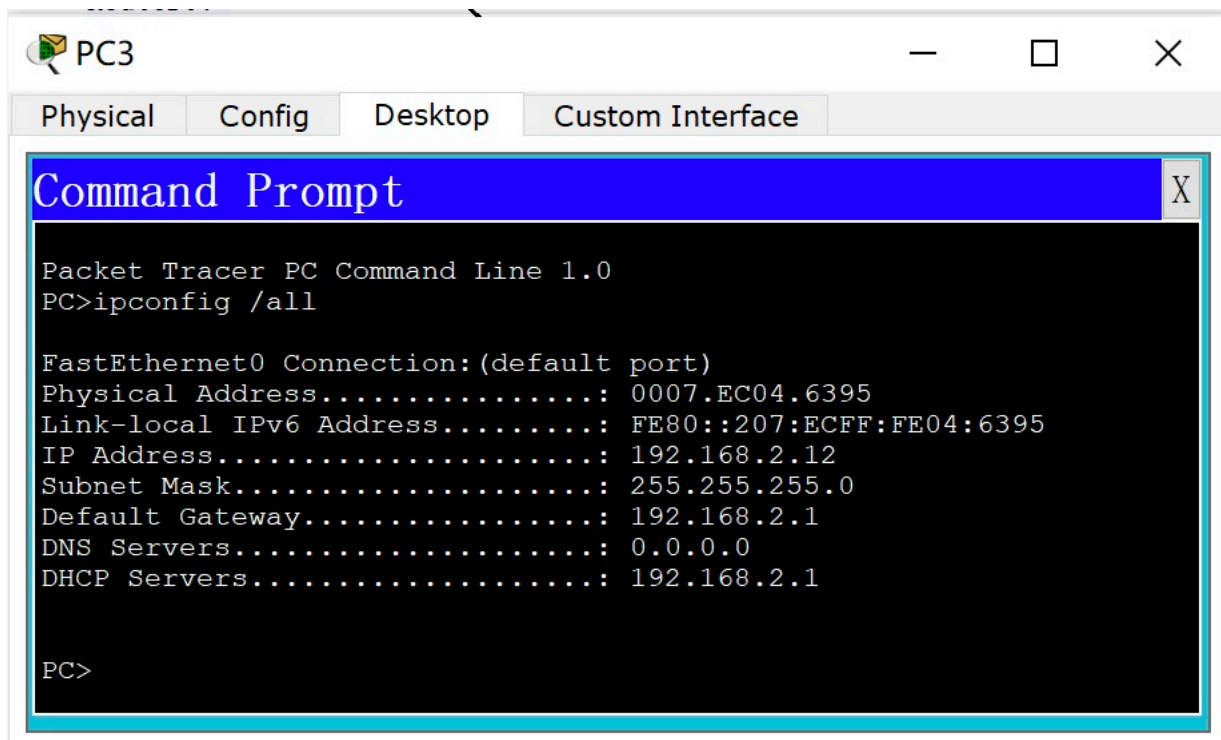 PC3
Physical Config Desktop Custom Interface
Command Prompt X
Packet Tracer PC Command Line 1.0
PC>ipconfig /all
FastEthernet0 Connection:(default port)
Physical Address................: 0007.EC04.6395
Link-local IPv6 Address.........: FE80::207:ECFF:FE04:6395
IP Address......................: 192.168.2.12
Subnet Mask.....................: 255.255.255.0
Default Gateway.................: 192.168.2.1
DNS Servers.....................: 0.0.0.0
DHCP Servers....................: 192.168.2.1
PC>